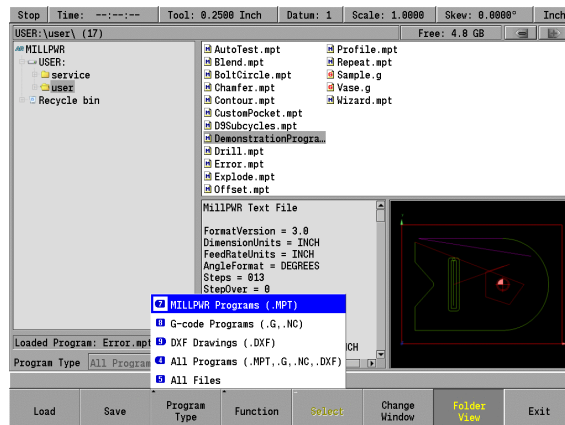 Stop Time: --:--:-- Tool: 0.2500 Inch Datum: 1 Scale: 1.0000 Skew: 0.0000° Inch
USER:\user\ (17) Free: 4.8 GB
MILLPWR
USER:
service
user
Recycle bin
AutoTest.mpt
Blend.mpt
BoltCircle.mpt
Chamfer.mpt
Contour.mpt
CustomPocket.mpt
D9Subcycles.mpt
DemonstrationProgra…
Drill.mpt
Error.mpt
Explode.mpt
Offset.mpt
Profile.mpt
Repeat.mpt
Sample.g
Vase.g
Wizard.mpt
MillPWR Text File
FormatVersion = 3.0
DimensionUnits = INCH
FeedRateUnits = INCH
AngleFormat = DEGREES
Steps = 013
StepOver = 0
7 MILLPWR Programs (.MPT)
8 G-code Programs (.G,.NC)
9 DXF Drawings (.DXF)
4 All Programs (.MPT,.G,.NC,.DXF)
5 All Files
Loaded Program: Error.mpt
Program Type All Program
Load Save Program Type Function Select Change Window Folder View Exit